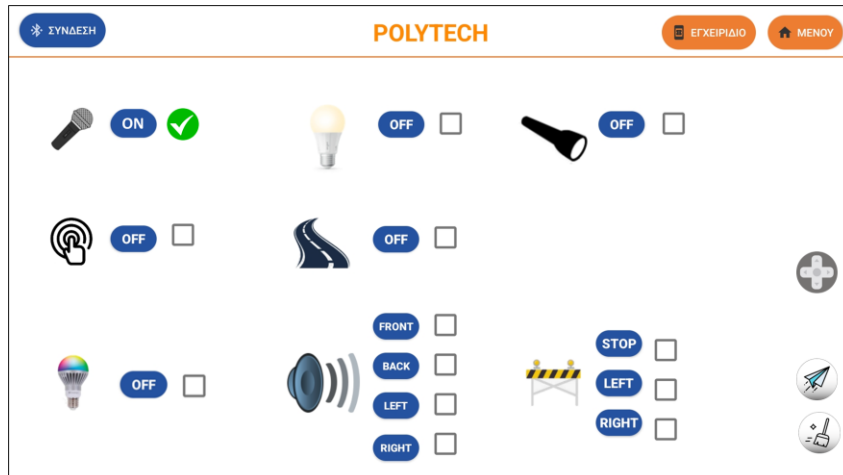 ΣΥΝΔΕΣΗ
POLYTECH
ΕΓΧΕΙΡΙΔΙΟ
ΜΕΝΟΥ
ON
OFF
OFF
OFF
OFF
OFF
FRONT
BACK
LEFT
RIGHT
STOP
LEFT
RIGHT